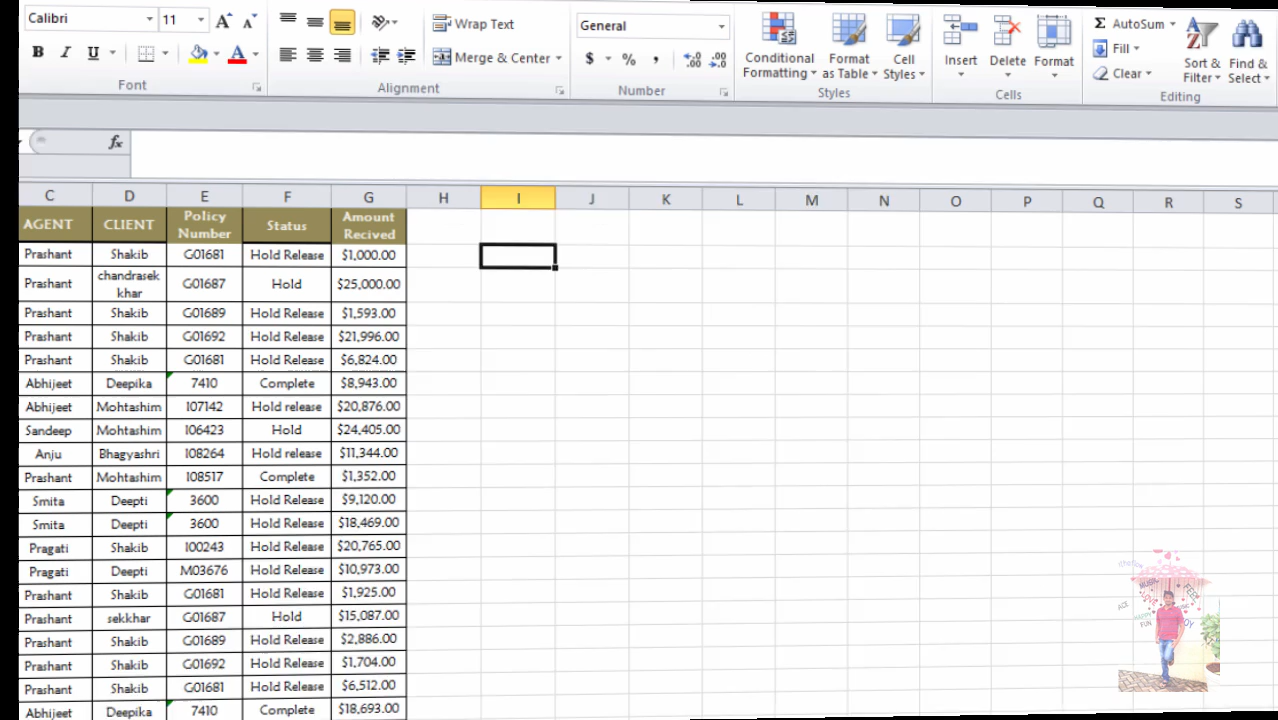 Calibri 11 A A Wrap Text General AutoSum
B I U A Merge & Center $ % , Conditional Formatting Format as Table Cell Styles Insert Delete Format Fill Clear Sort & Filter Find & Select
Font Alignment Number Styles Cells Editing
fx
C D E F G H I J K L M N O P Q R S
AGENT CLIENT Policy Number Status Amount Recived
Prashant Shakib G01681 Hold Release $1,000.00
Prashant chandrasek khar G01687 Hold $25,000.00
Prashant Shakib G01689 Hold Release $1,593.00
Prashant Shakib G01692 Hold Release $21,996.00
Prashant Shakib G01681 Hold Release $6,824.00
Abhijeet Deepika 7410 Complete $8,943.00
Abhijeet Mohtashim 107142 Hold release $20,876.00
Sandeep Mohtashim 106423 Hold $24,405.00
Anju Bhagyashri 108264 Hold release $11,344.00
Prashant Mohtashim 108517 Complete $1,352.00
Smita Deepti 3600 Hold Release $9,120.00
Smita Deepti 3600 Hold Release $18,469.00
Pragati Shakib 100243 Hold Release $20,765.00
Pragati Deepti M03676 Hold Release $10,973.00
Prashant Shakib G01681 Hold Release $1,925.00
Prashant sekkhar G01687 Hold $15,087.00
Prashant Shakib G01689 Hold Release $2,886.00
Prashant Shakib G01692 Hold Release $1,704.00
Prashant Shakib G01681 Hold Release $6,512.00
Abhijeet Deepika 7410 Complete $18,693.00
MUSIC
LOVE
FEEL
FUN